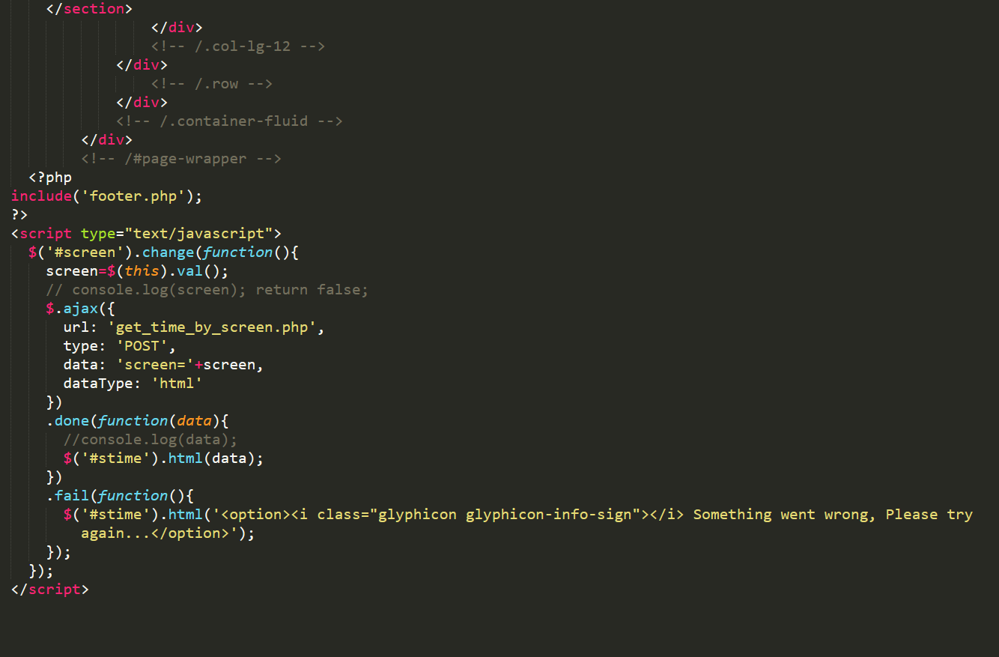 </section>
</div>
<!-- /.col-lg-12 -->
</div>
<!-- /.row -->
</div>
<!-- /.container-fluid -->
</div>
<!-- /#page-wrapper -->
<?php
include('footer.php');
?>
<script type="text/javascript">
$('#screen').change(function(){
screen=$(this).val();
// console.log(screen); return false;
$.ajax({
url: 'get_time_by_screen.php',
type: 'POST',
data: 'screen='+screen,
dataType: 'html'
})
.done(function(data){
//console.log(data);
$('#stime').html(data);
})
.fail(function(){
$('#stime').html('<option><i class="glyphicon glyphicon-info-sign"></i> Something went wrong, Please try
again...</option>');
});
});
</script>